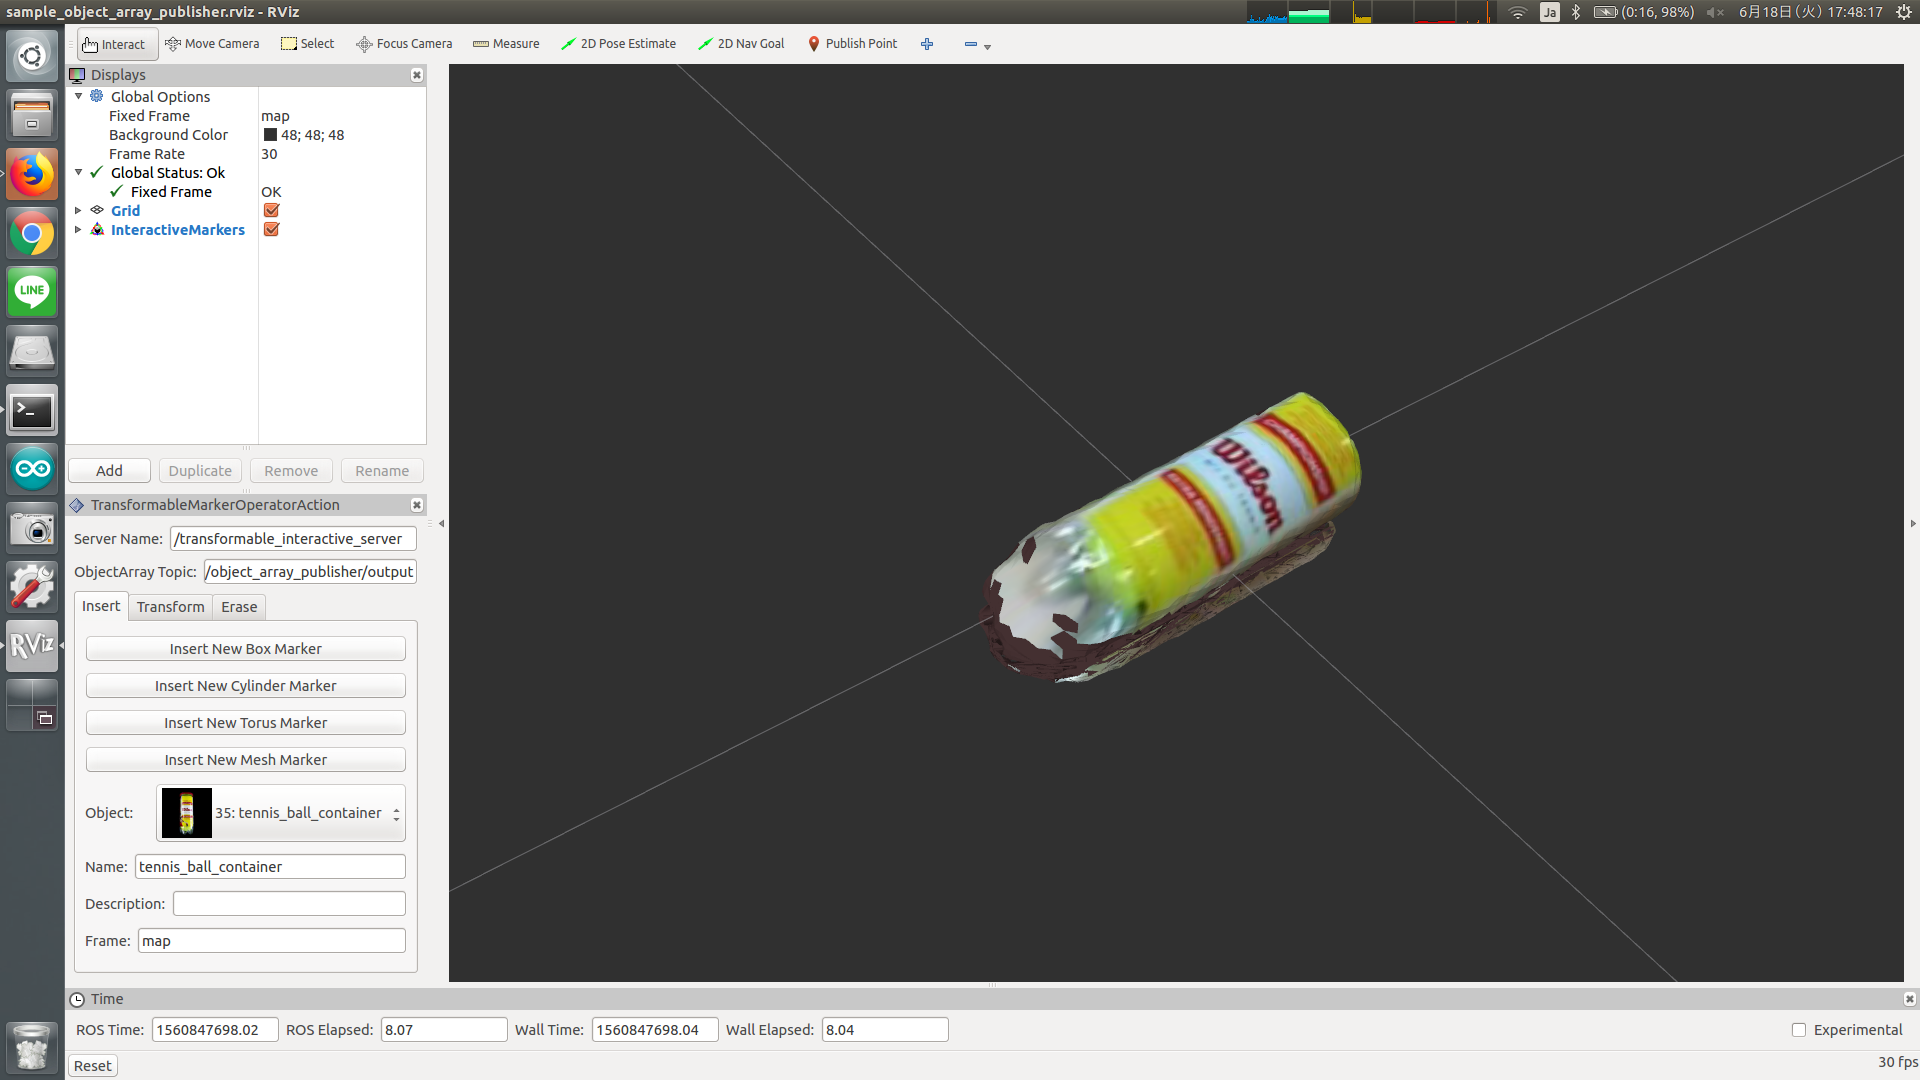 sample_object_array_publisher.rviz - RViz
Ja
(0:16, 98%)
6月18日(火) 17:48:17
Interact
Move Camera
Select
Focus Camera
Measure
2D Pose Estimate
2D Nav Goal
Publish Point
Displays
Global Options
Fixed Frame
map
Background Color
48; 48; 48
Frame Rate
30
Global Status: Ok
Fixed Frame
OK
Grid
InteractiveMarkers
Add
Duplicate
Remove
Rename
TransformableMarkerOperatorAction
Server Name:
/transformable_interactive_server
ObjectArray Topic:
/object_array_publisher/output
Insert
Transform
Erase
Insert New Box Marker
Insert New Cylinder Marker
Insert New Torus Marker
Insert New Mesh Marker
Object:
35: tennis_ball_container
Name:
tennis_ball_container
Description:
Frame:
map
LINE
RViz
CHAMPIONSHIP
Wilson
Time
ROS Time:
1560847698.02
ROS Elapsed:
8.07
Wall Time:
1560847698.04
Wall Elapsed:
8.04
Experimental
Reset
30 fps